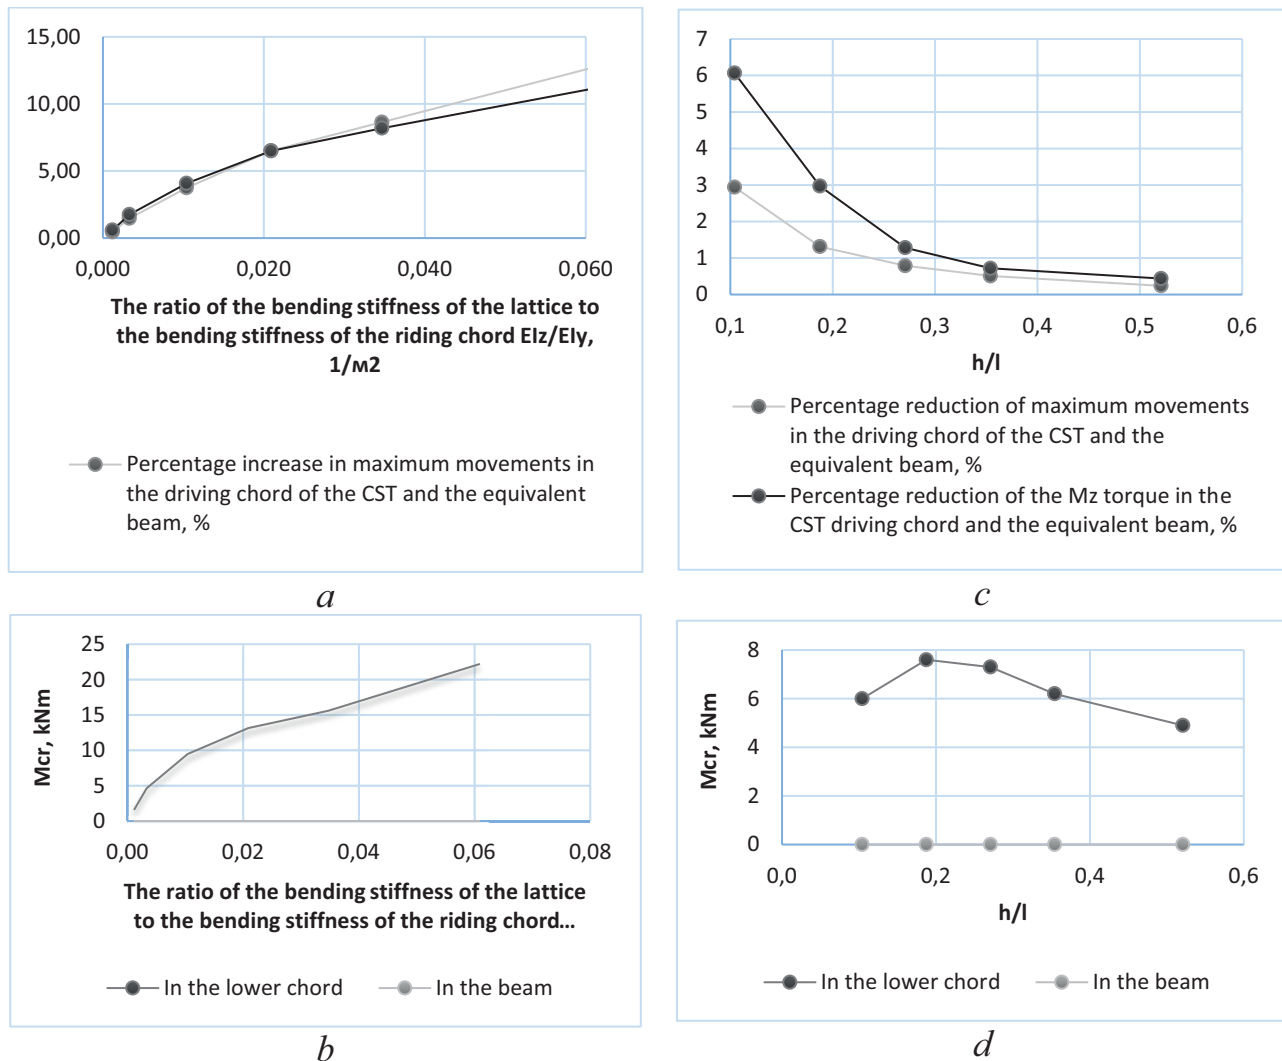 15,00
10,00
5,00
0,00
0,000
0,020
0,040
0,060
The ratio of the bending stiffness of the lattice to
the bending stiffness of the riding chord EIz/EIy,
1/м2
Percentage increase in maximum movements in
the driving chord of the CST and the equivalent
beam, %
a
7
6
5
4
3
2
1
0
0,1
0,2
0,3
0,4
0,5
0,6
h/l
Percentage reduction of maximum movements
in the driving chord of the CST and the
equivalent beam, %
Percentage reduction of the Mz torque in the
CST driving chord and the equivalent beam, %
c
Mcr, kNm
25
20
15
10
5
0
0,00
0,02
0,04
0,06
0,08
The ratio of the bending stiffness of the lattice
to the bending stiffness of the riding chord...
In the lower chord
In the beam
b
Mcr, kNm
8
6
4
2
0
0,0
0,2
0,4
0,6
h/l
In the lower chord
In the beam
d